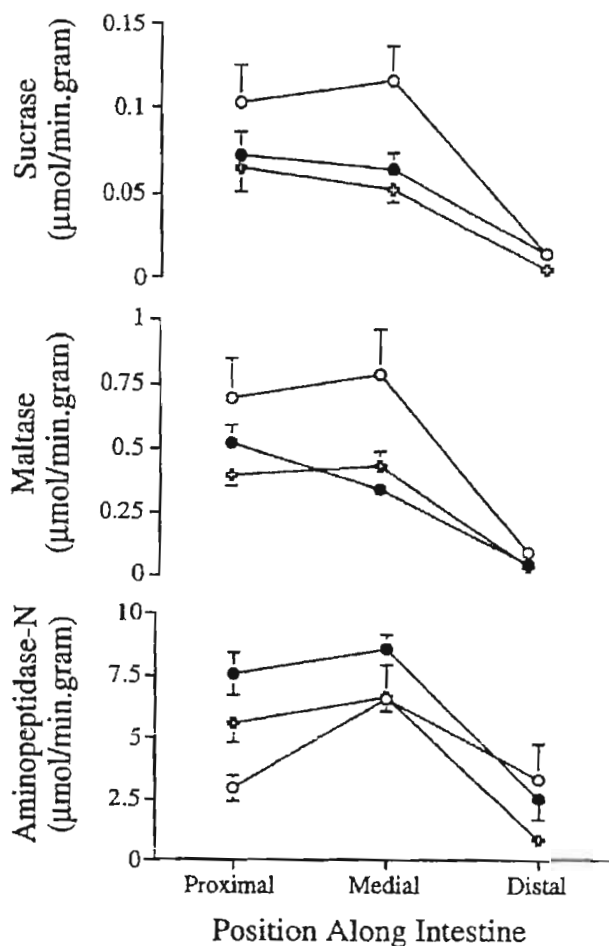 Sucrase
(µmol/min.gram)
0.15
0.1
0.05
0
Maltase
(µmol/min.gram)
1
0.75
0.5
0.25
0
Aminopeptidase-N
(µmol/min.gram)
10
7.5
5
2.5
0
Proximal Medial Distal
Position Along Intestine